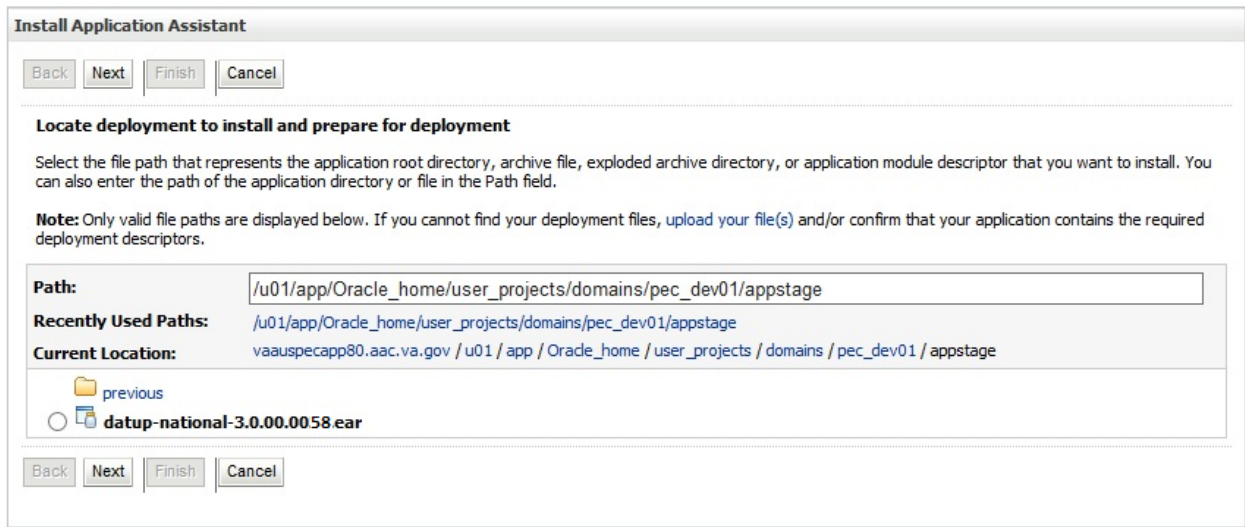 Install Application Assistant
Back Next Finish Cancel
Locate deployment to install and prepare for deployment
Select the file path that represents the application root directory, archive file, exploded archive directory, or application module descriptor that you want to install. You
can also enter the path of the application directory or file in the Path field.
Note: Only valid file paths are displayed below. If you cannot find your deployment files, upload your file(s) and/or confirm that your application contains the required
deployment descriptors.
Path: /u01/app/Oracle_home/user_projects/domains/pec_dev01/appstage
Recently Used Paths: /u01/app/Oracle_home/user_projects/domains/pec_dev01/appstage
Current Location: vaauspecapp80.aac.va.gov / u01 / app / Oracle_home / user_projects / domains / pec_dev01 / appstage
previous
datup-national-3.0.00.0058.ear
Back Next Finish Cancel